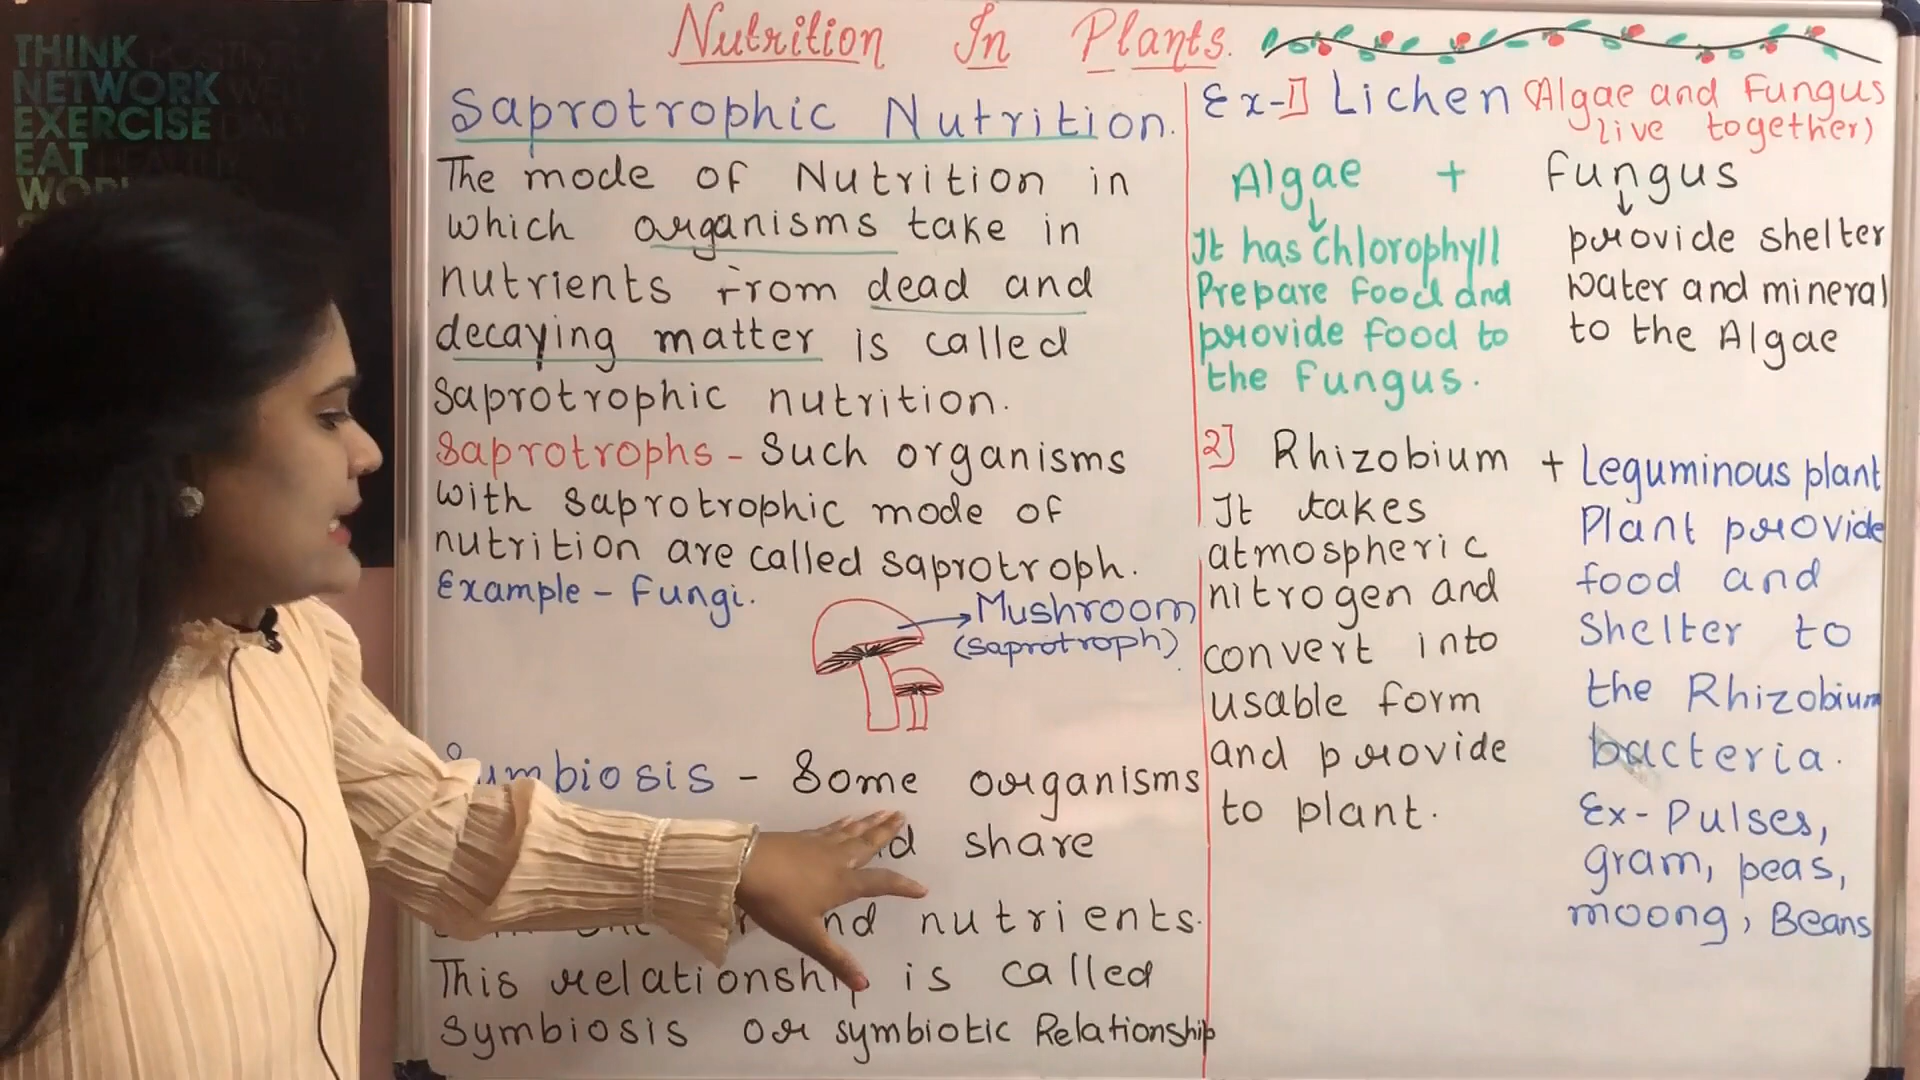 THINK POSITIVE
NETWORK WELL
EXERCISE DAILY
EAT HEALTHY
Nutrition In Plants.
Saprotrophic Nutrition.
The mode of Nutrition in
which organisms take in
nutrients from dead and
decaying matter is called
saprotrophic nutrition.
Saprotrophs - Such organisms
with saprotrophic mode of
nutrition are called saprotroph.
Example - Fungi.
Mushroom
(saprotroph)
Symbiosis - Some organisms
share
nutrients.
This relationship is called
Symbiosis or symbiotic Relationship
Ex-1] Lichen (Algae and Fungus
live together)
Algae + Fungus
It has chlorophyll
Prepare food and
provide food to
the Fungus.
provide shelter
water and mineral
to the Algae
2] Rhizobium + Leguminous plant
It takes
atmospheric
nitrogen and
convert into
usable form
and provide
to plant.
Plant provide
food and
Shelter to
the Rhizobium
bacteria.
Ex- Pulses,
gram, peas,
moong, Beans